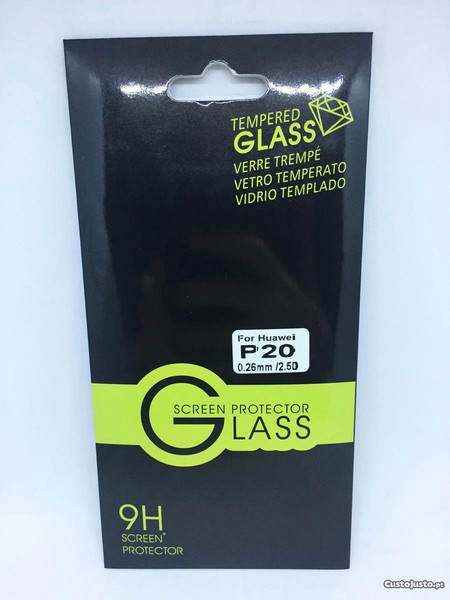 TEMPERED
GLASS
VERRE TREMPÉ
VETRO TEMPERATO
VIDRIO TEMPLADO
For Huawei
P20
0.26mm /2.5D
SCREEN PROTECTOR
GLASS
9H
SCREEN
PROTECTOR
CustoJusto.pt